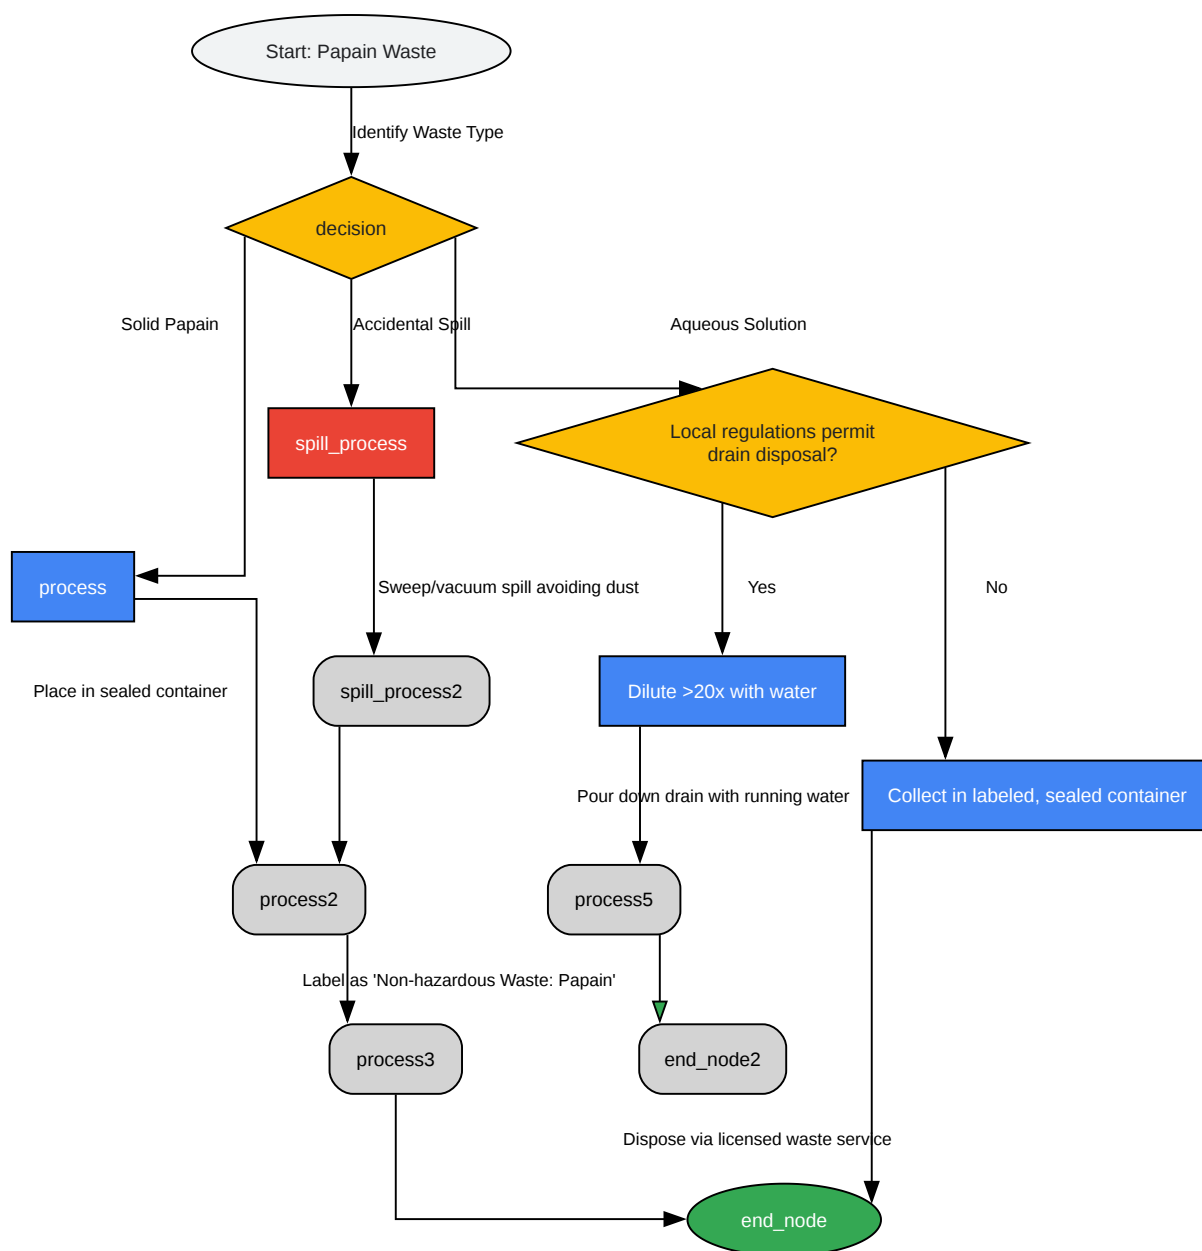 Start: Papain Waste
Identify Waste Type
decision
Solid Papain
Accidental Spill
Aqueous Solution
Local regulations permit
drain disposal?
spill_process
process
Sweep/vacuum spill avoiding dust
Yes
No
Place in sealed container
spill_process2
Dilute >20x with water
Pour down drain with running water
Collect in labeled, sealed container
process2
process5
Label as 'Non-hazardous Waste: Papain'
process3
end_node2
Dispose via licensed waste service
end_node